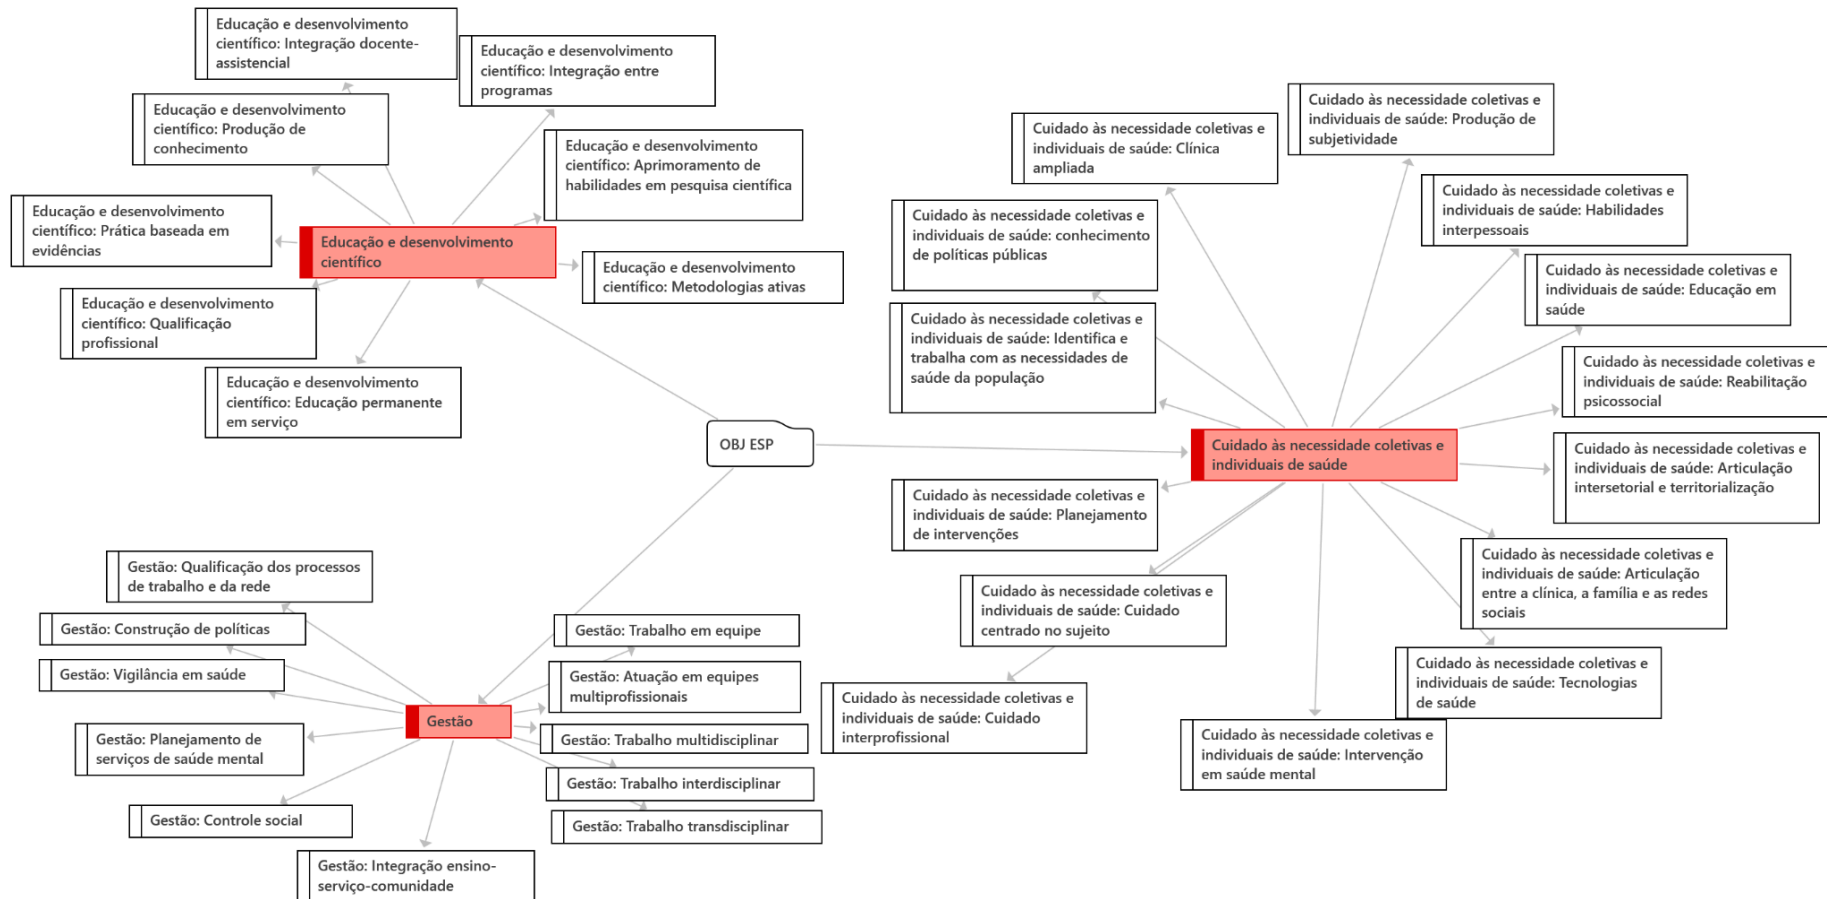 Educação e desenvolvimento
científico: Integração docente-
assistencial
Educação e desenvolvimento
científico: Integração entre
programas
Educação e desenvolvimento
científico: Produção de
conhecimento
Educação e desenvolvimento
científico: Aprimoramento de
habilidades em pesquisa científica
Educação e desenvolvimento
científico: Prática baseada em
evidências
Educação e desenvolvimento
científico
Educação e desenvolvimento
científico: Metodologias ativas
Educação e desenvolvimento
científico: Qualificação
profissional
Educação e desenvolvimento
científico: Educação permanente
em serviço
OBJ ESP
Cuidado às necessidade coletivas e
individuais de saúde: Produção de
subjetividade
Cuidado às necessidade coletivas e
individuais de saúde: Clínica
ampliada
Cuidado às necessidade coletivas e
individuais de saúde: Habilidades
interpessoais
Cuidado às necessidade coletivas e
individuais de saúde: conhecimento
de políticas públicas
Cuidado às necessidade coletivas e
individuais de saúde: Educação em
saúde
Cuidado às necessidade coletivas e
individuais de saúde: Identifica e
trabalha com as necessidades de
saúde da população
Cuidado às necessidade coletivas e
individuais de saúde: Reabilitação
psicossocial
Cuidado às necessidade coletivas e
individuais de saúde
Cuidado às necessidade coletivas e
individuais de saúde: Articulação
intersetorial e territorialização
Cuidado às necessidade coletivas e
individuais de saúde: Planejamento
de intervenções
Cuidado às necessidade coletivas e
individuais de saúde: Articulação
entre a clínica, a família e as redes
sociais
Cuidado às necessidade coletivas e
individuais de saúde: Cuidado
centrado no sujeito
Cuidado às necessidade coletivas e
individuais de saúde: Tecnologias
de saúde
Cuidado às necessidade coletivas e
individuais de saúde: Cuidado
interprofissional
Cuidado às necessidade coletivas e
individuais de saúde: Intervenção
em saúde mental
Gestão: Qualificação dos processos
de trabalho e da rede
Gestão: Construção de políticas
Gestão: Trabalho em equipe
Gestão: Vigilância em saúde
Gestão: Atuação em equipes
multiprofissionais
Gestão
Gestão: Planejamento de
serviços de saúde mental
Gestão: Trabalho multidisciplinar
Gestão: Trabalho interdisciplinar
Gestão: Controle social
Gestão: Trabalho transdisciplinar
Gestão: Integração ensino-
serviço-comunidade